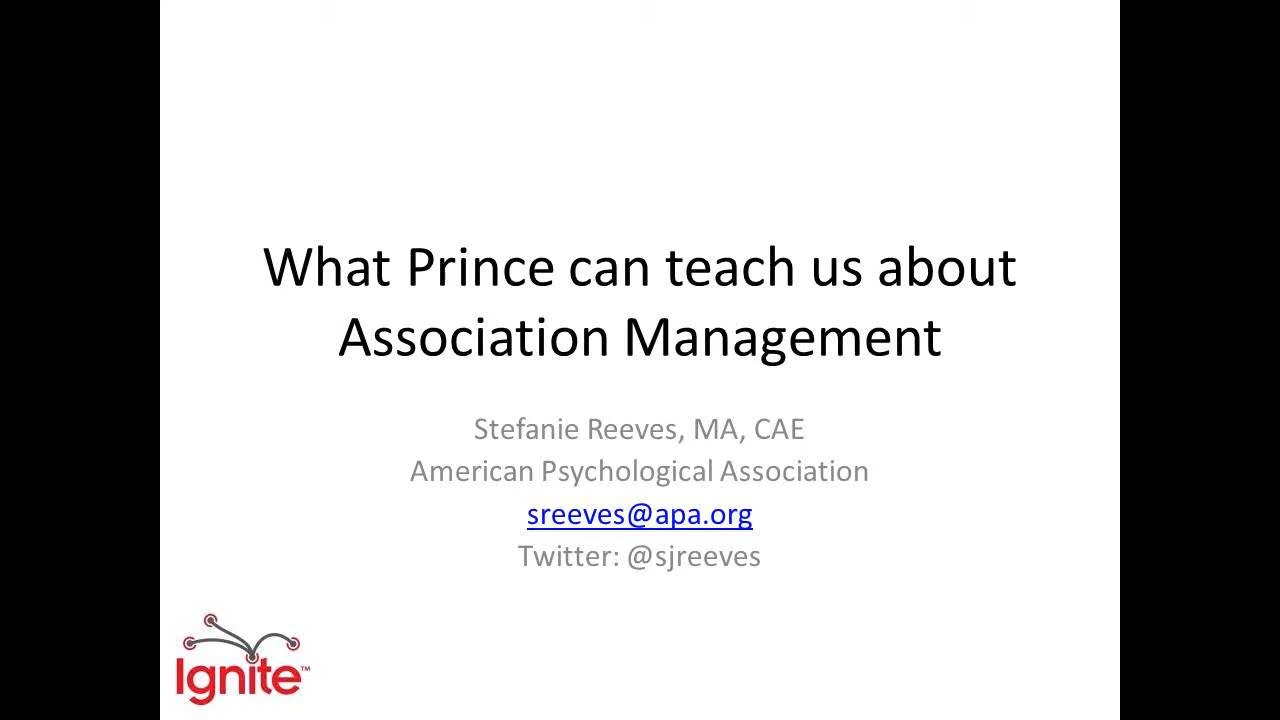 What Prince can teach us about
Association Management
Stefanie Reeves, MA, CAE
American Psychological Association
sreeves@apa.org
Twitter: @sjreeves
Ignite™